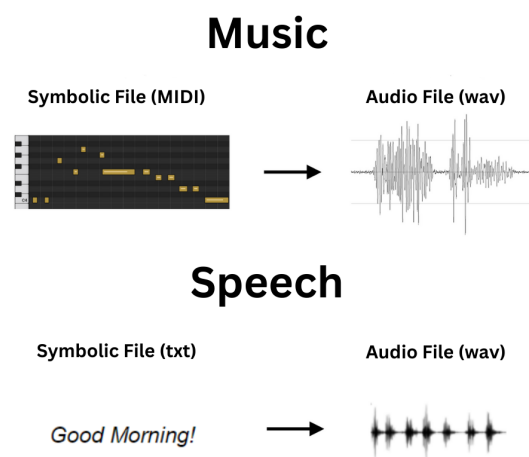 Music
Symbolic File (MIDI)
Audio File (wav)
Speech
Symbolic File (txt)
Audio File (wav)
Good Morning!